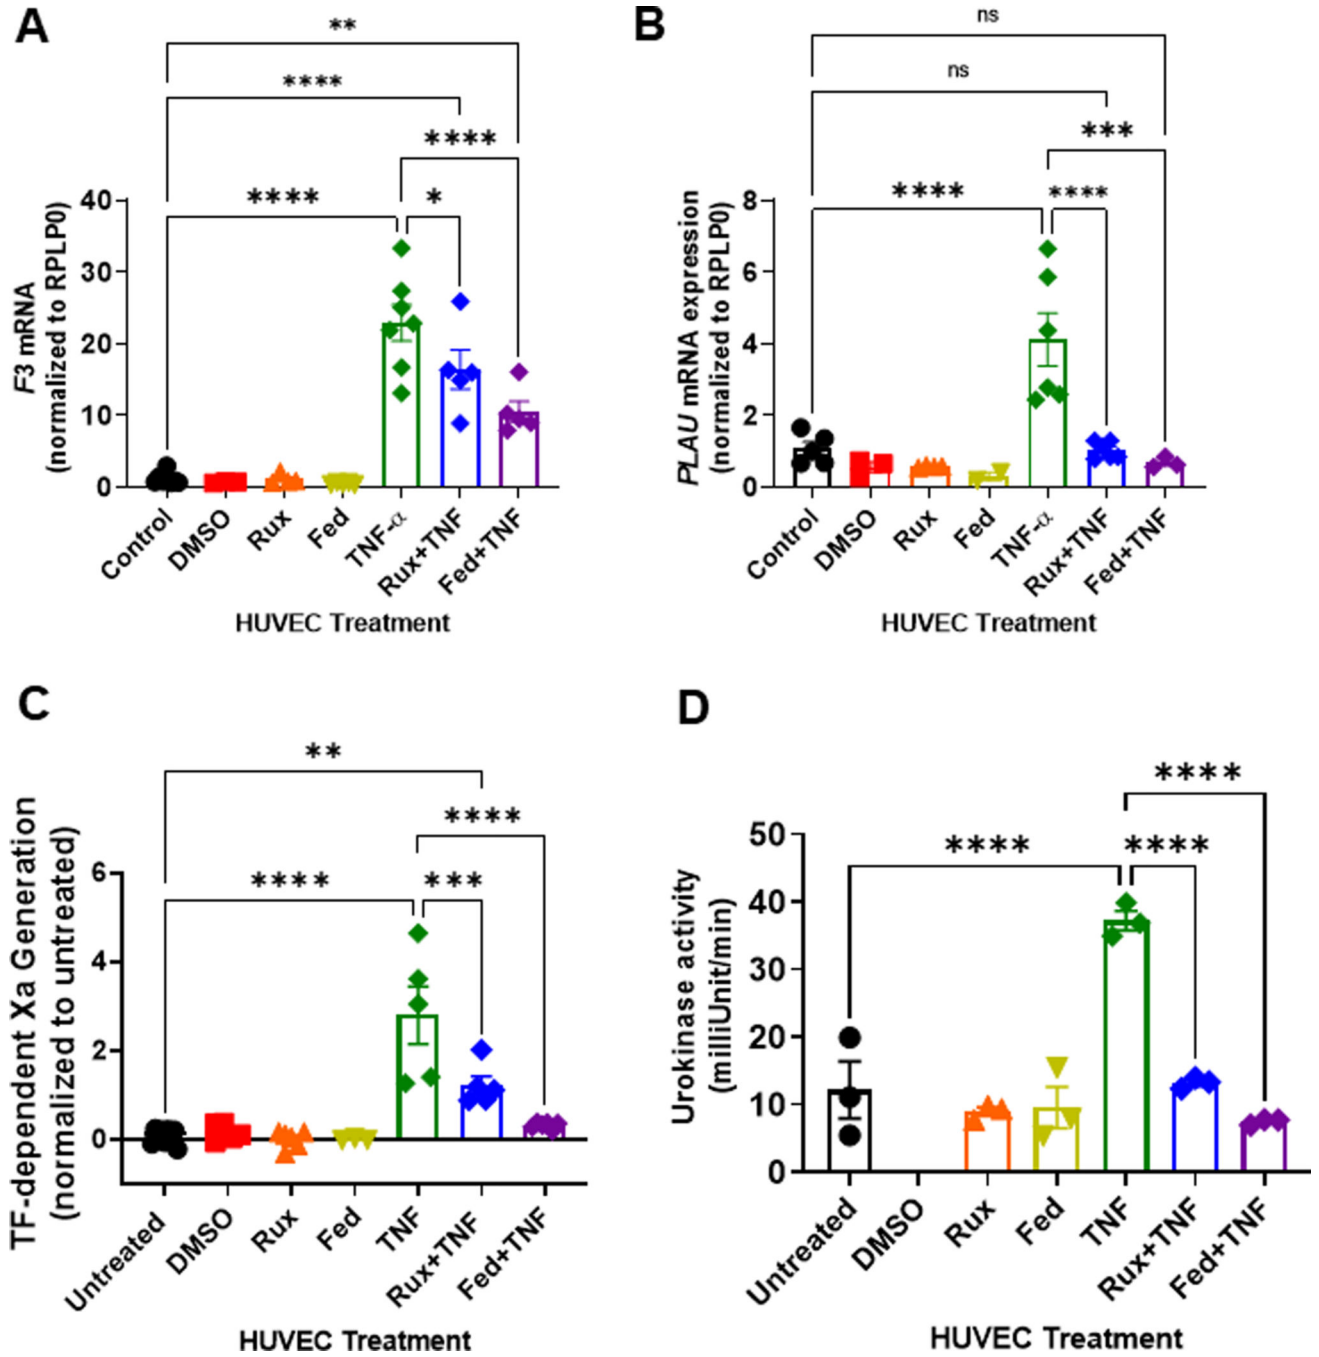 A
**
****
****
****
*
F3 mRNA
(normalized to RPLP0)
40
30
20
10
0
Control
DMSO
Rux
Fed
TNF-α
Rux+TNF
Fed+TNF
HUVEC Treatment
B
ns
ns
***
****
****
PLAU mRNA expression
(normalized to RPLP0)
8
6
4
2
0
Control
DMSO
Rux
Fed
TNF-α
Rux+TNF
Fed+TNF
HUVEC Treatment
C
**
****
****
***
TF-dependent Xa Generation
(normalized to untreated)
6
4
2
0
Untreated
DMSO
Rux
Fed
TNF
Rux+TNF
Fed+TNF
HUVEC Treatment
D
****
****
****
Urokinase activity
(milliUnit/min)
50
40
30
20
10
0
Untreated
DMSO
Rux
Fed
TNF
Rux+TNF
Fed+TNF
HUVEC Treatment